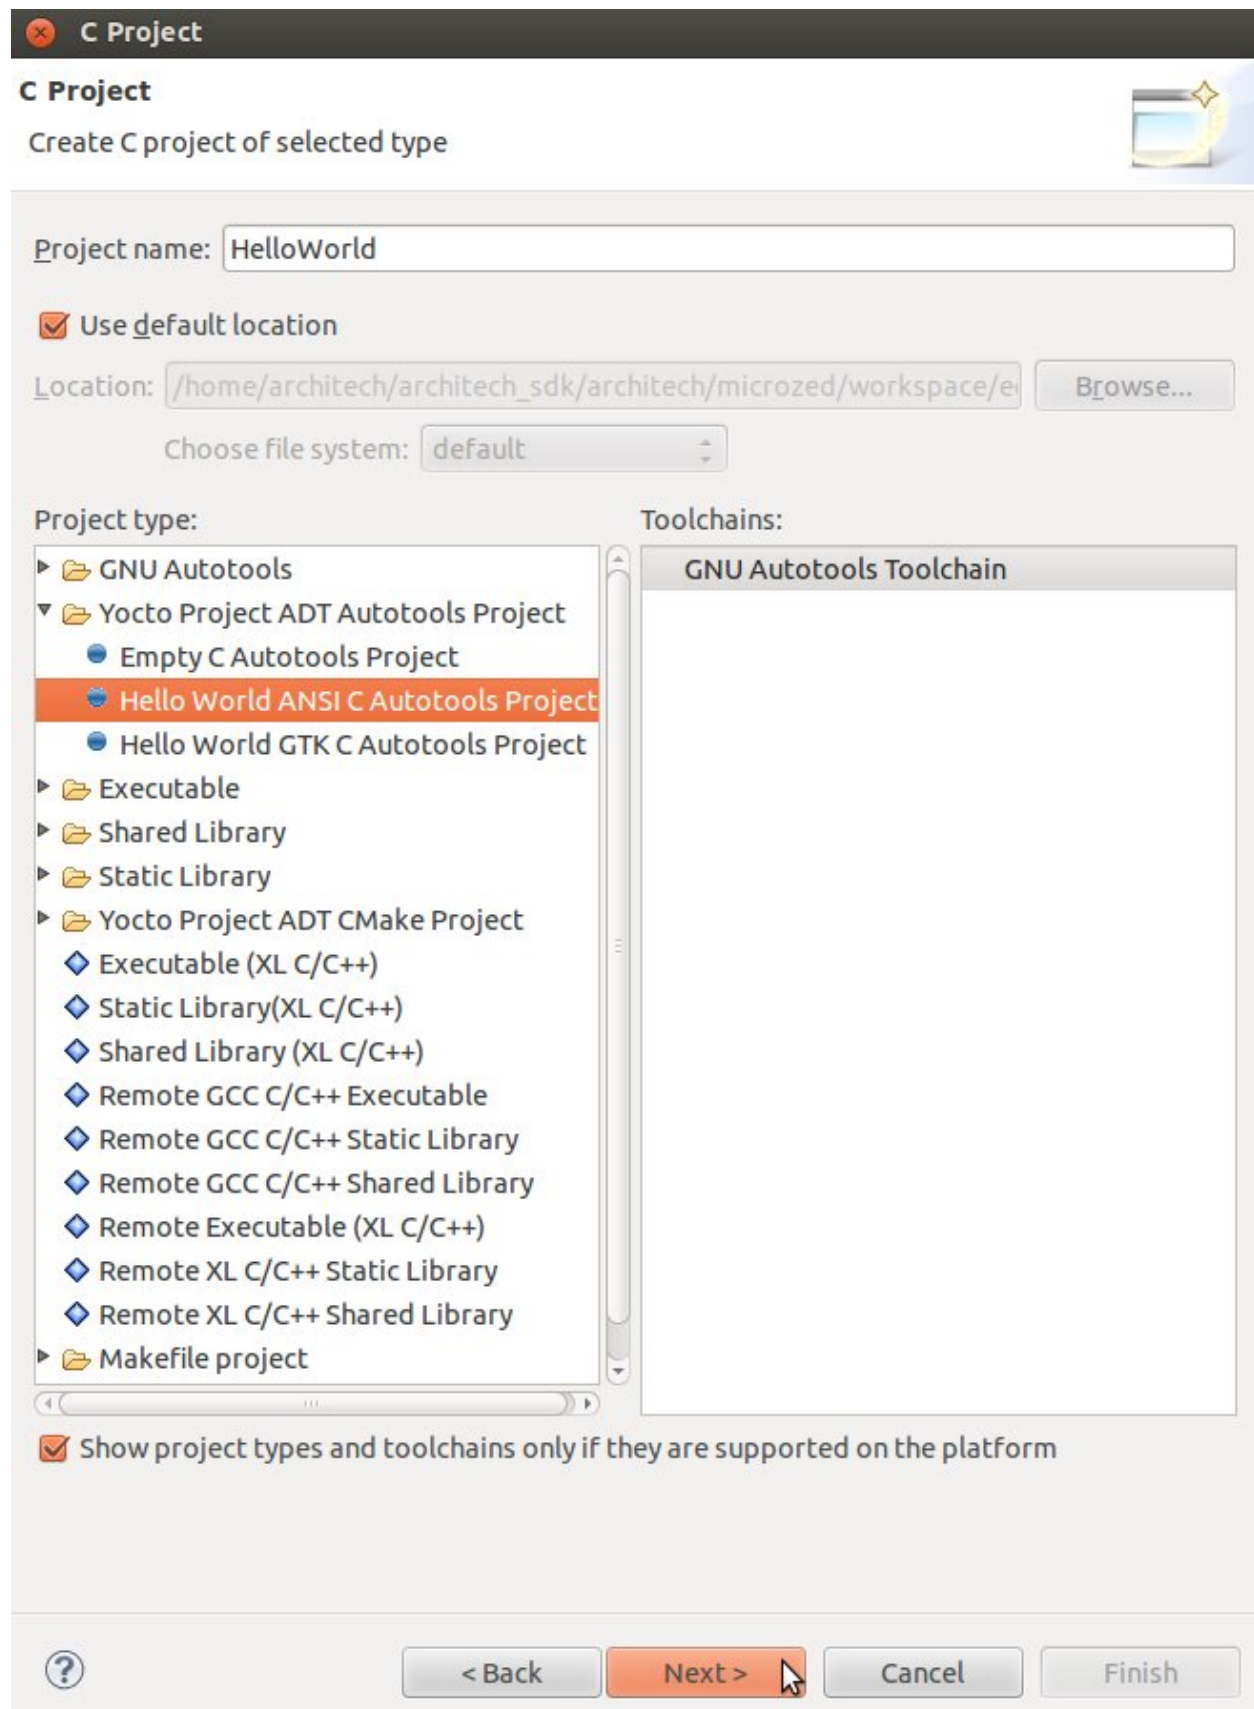 C Project
C Project
Create C project of selected type
Project name: HelloWorld
Use default location
Location: /home/architech/architech_sdk/architech/microzed/workspace/e Browse...
Choose file system: default
Project type: Toolchains:
GNU Autotools
GNU Autotools Toolchain
Yocto Project ADT Autotools Project
Empty C Autotools Project
Hello World ANSI C Autotools Project
Hello World GTK C Autotools Project
Executable
Shared Library
Static Library
Yocto Project ADT CMake Project
Executable (XL C/C++)
Static Library(XL C/C++)
Shared Library (XL C/C++)
Remote GCC C/C++ Executable
Remote GCC C/C++ Static Library
Remote GCC C/C++ Shared Library
Remote Executable (XL C/C++)
Remote XL C/C++ Static Library
Remote XL C/C++ Shared Library
Makefile project
Show project types and toolchains only if they are supported on the platform
? < Back Next > Cancel Finish